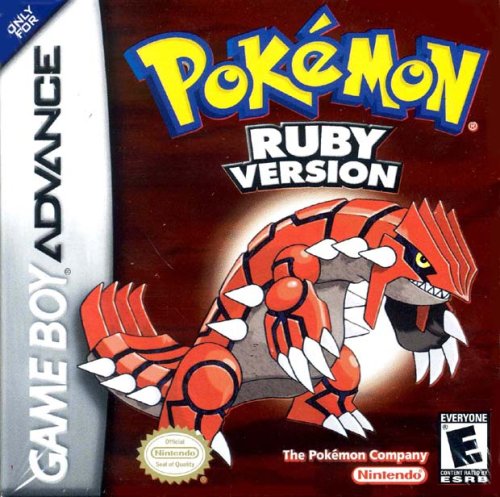 ONLY
FOR
GAME BOY ADVANCE
POKéMON
RUBY
VERSION
Official
Nintendo
Seal of Quality
The Pokémon Company
Nintendo
EVERYONE
E
CONTENT RATED BY
ESRB